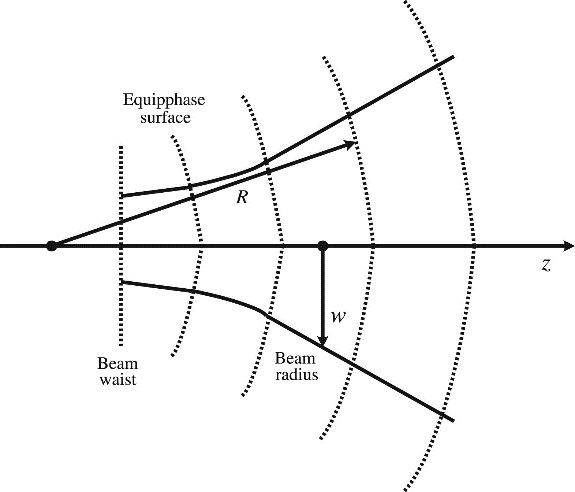 Equipphase
surface
R
z
w
Beam
waist
Beam
radius